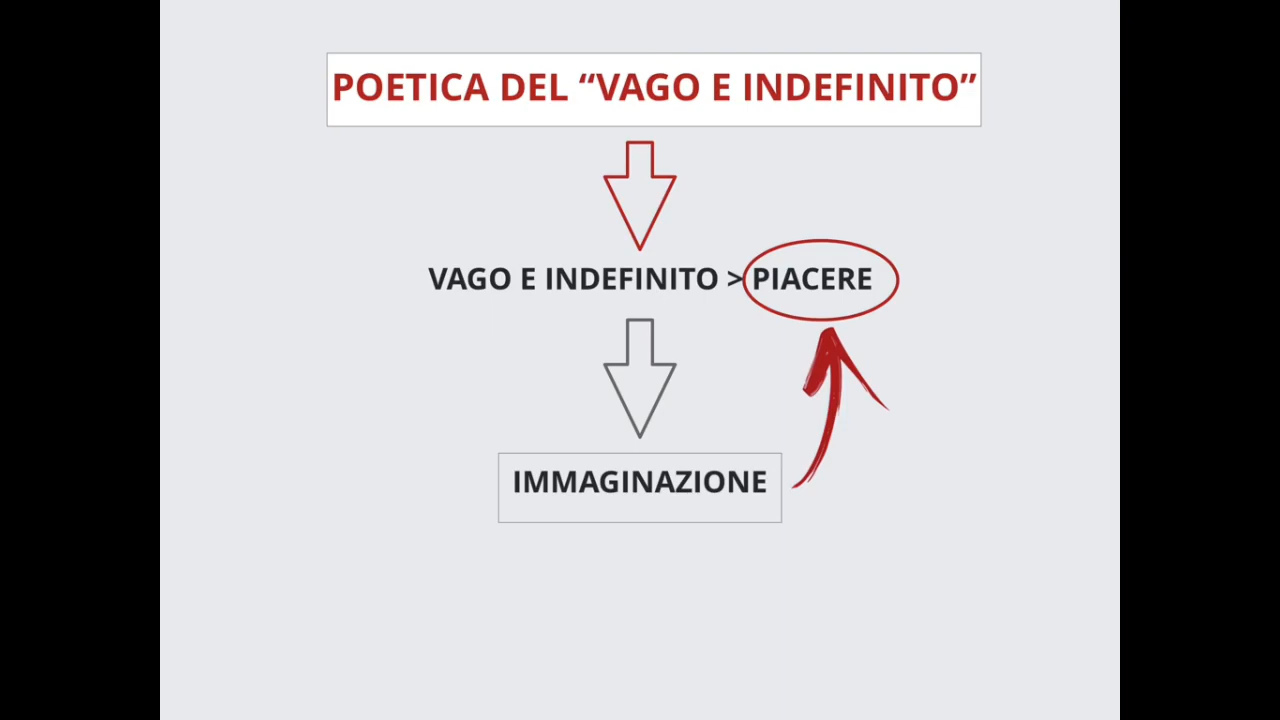 POETICA DEL “VAGO E INDEFINITO”
VAGO E INDEFINITO > PIACERE
IMMAGINAZIONE